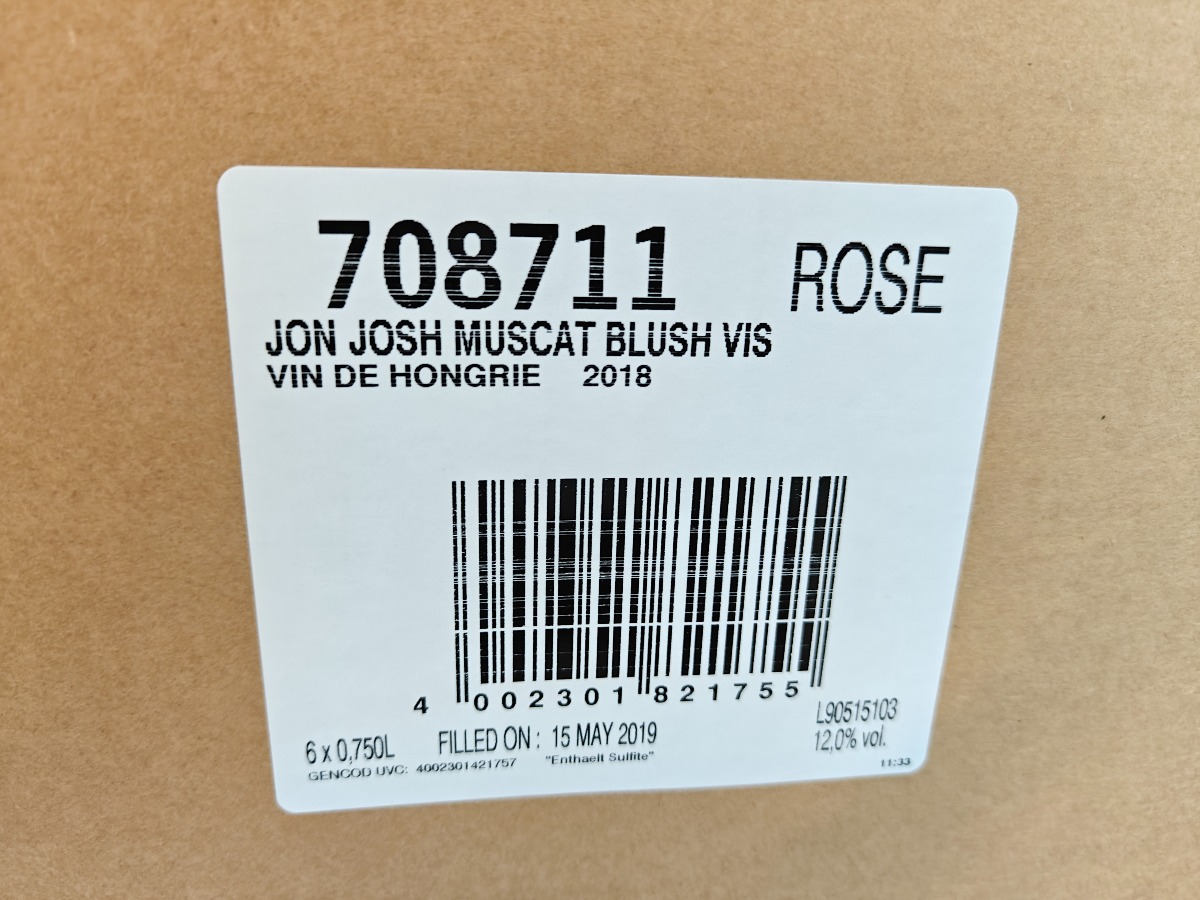 708711 ROSE
JON JOSH MUSCAT BLUSH VIS
VIN DE HONGRIE 2018
4 002301 821755
L90515103
6 x 0,750L FILLED ON : 15 MAY 2019 12,0% vol.
GENCOD UVC: 4002301421757 "Enthaelt Sulfite" 11:33